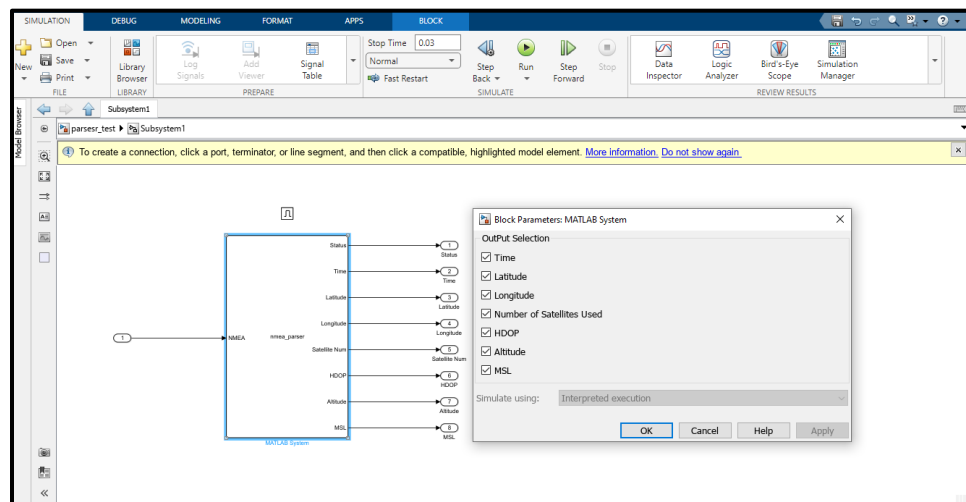 SIMULATION DEBUG MODELING FORMAT APPS BLOCK
New
Open
Save
Print
FILE
Library Browser
LIBRARY
Log Signals
Add Viewer
Signal Table
PREPARE
Stop Time 0.03
Normal
Fast Restart
Step Back
Run
Step Forward
Stop
SIMULATE
Data Inspector
Logic Analyzer
Bird's-Eye Scope
Simulation Manager
REVIEW RESULTS
Model Browser
Subsystem1
parsesr_test Subsystem1
To create a connection, click a port, terminator, or line segment, and then click a compatible, highlighted model element. More information. Do not show again
1
NMEA
nmea_parser
Status
Time
Latitude
Longitude
Satellite Num
HDOP
Altitude
MSL
MATLAB System
1
Status
2
Time
3
Latitude
4
Longitude
5
Satellite Num
6
HDOP
7
Altitude
8
MSL
Block Parameters: MATLAB System
OutPut Selection
Time
Latitude
Longitude
Number of Satellites Used
HDOP
Altitude
MSL
Simulate using: Interpreted execution
OK Cancel Help Apply